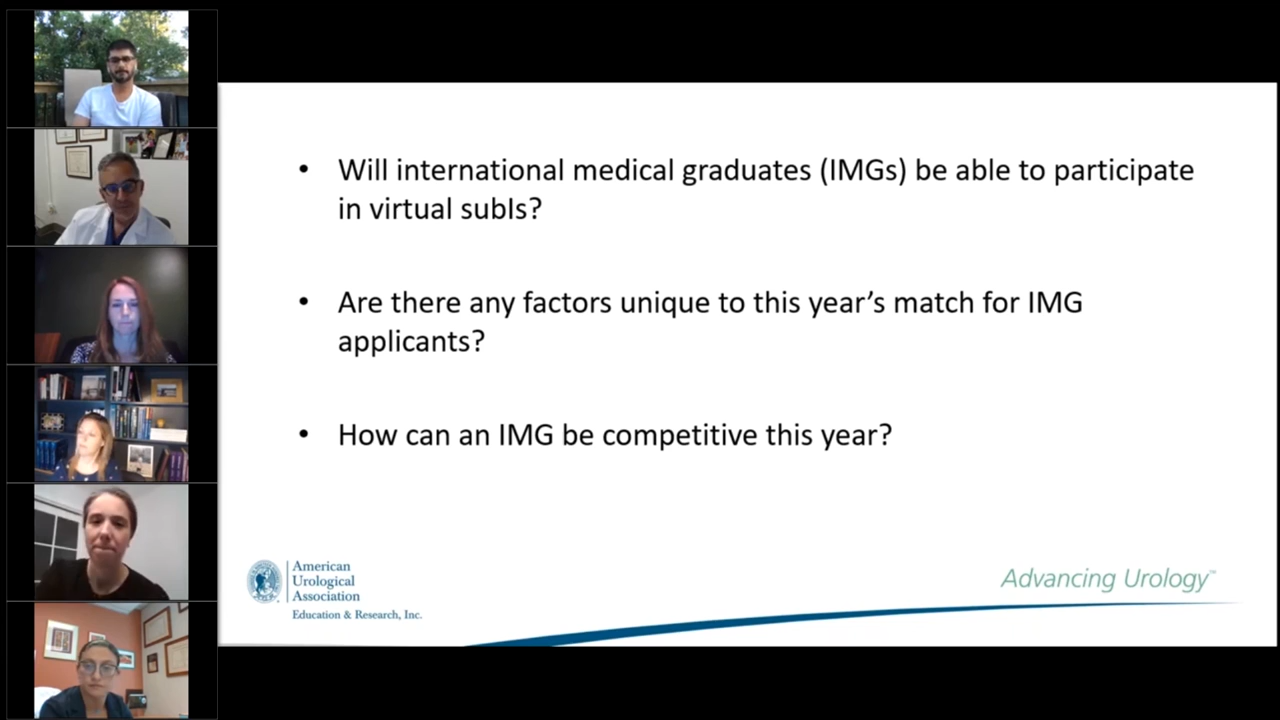 • Will international medical graduates (IMGs) be able to participate
in virtual subIs?
• Are there any factors unique to this year’s match for IMG
applicants?
• How can an IMG be competitive this year?
American
Urological
Association
Education & Research, Inc.
Advancing Urology™